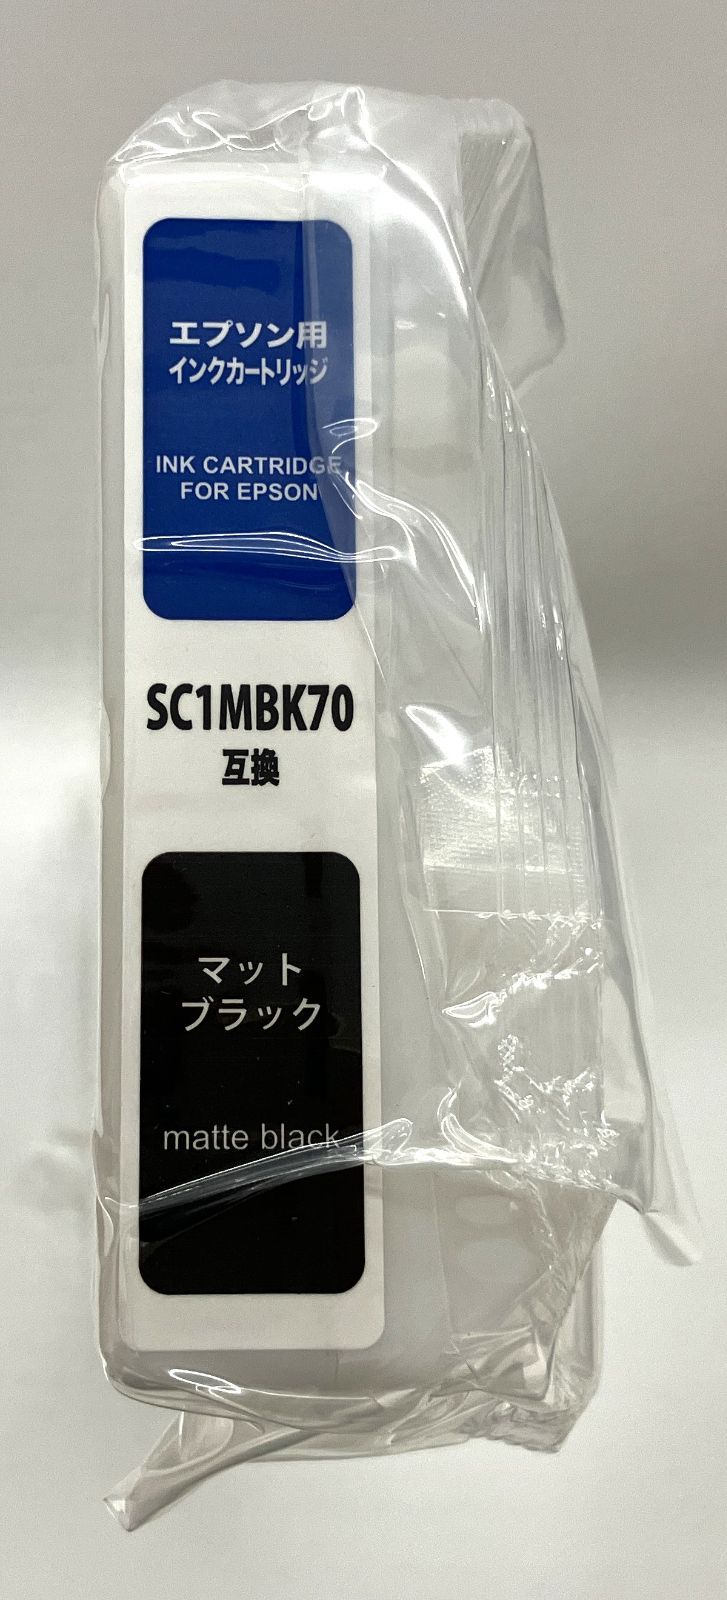 エプソン用
インクカートリッジ
INK CARTRIDGE
FOR EPSON
SC1MBK70
互換
マット
ブラック
matte black